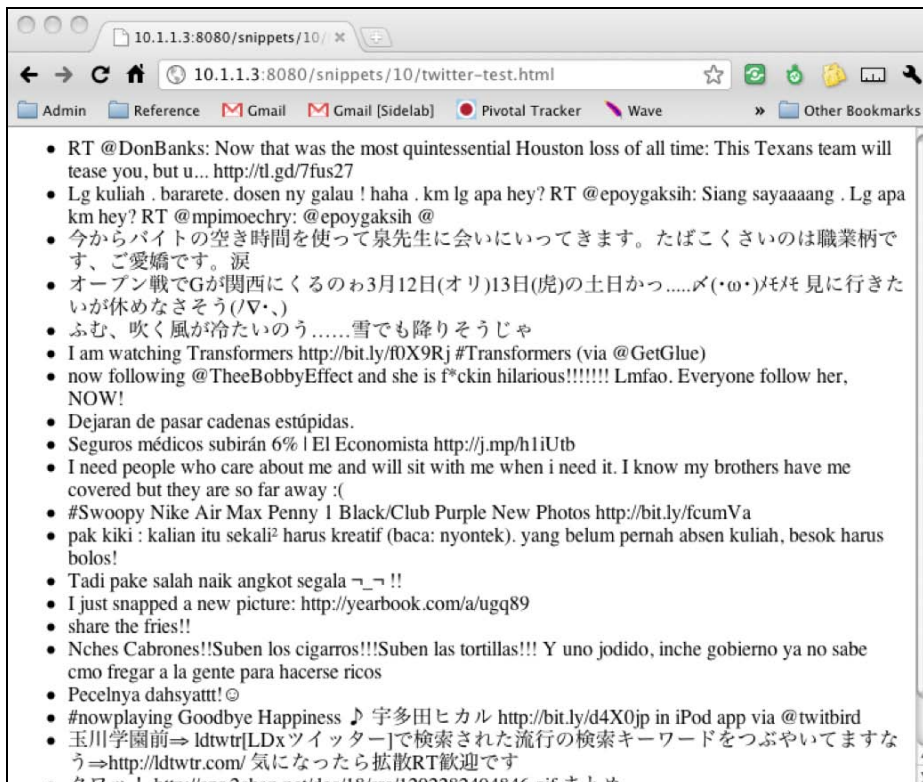 10.1.1.3:8080/snippets/10/
10.1.1.3:8080/snippets/10/twitter-test.html
Admin Reference Gmail Gmail [Sidelab] Pivotal Tracker Wave » Other Bookmarks
• RT @DonBanks: Now that was the most quintessential Houston loss of all time: This Texans team will
tease you, but u... http://tl.gd/7fus27
• Lg kuliah . bararete. dosen ny galau ! haha . km lg apa hey? RT @epoygaksih: Siang sayaaaang . Lg apa
km hey? RT @mpimoechry: @epoygaksih @
• 今からバイトの空き時間を使って泉先生に会いにいってきます。たばこくさいのは職業柄で
す、ご愛嬌です。涙
• オープン戦でGが関西にくるのゎ3月12日(オリ)13日(虎)の土日かっ.....〆(･ω･)ﾒﾓﾒﾓ 見に行きた
いが休めなさそう(ﾉ∇･､)
• ふむ、吹く風が冷たいのう……雪でも降りそうじゃ
• I am watching Transformers http://bit.ly/f0X9Rj #Transformers (via @GetGlue)
• now following @TheeBobbyEffect and she is f*ckin hilarious!!!!!!! Lmfao. Everyone follow her,
NOW!
• Dejaran de pasar cadenas estúpidas.
• Seguros médicos subirán 6% | El Economista http://j.mp/h1iUtb
• I need people who care about me and will sit with me when i need it. I know my brothers have me
covered but they are so far away :(
• #Swoopy Nike Air Max Penny 1 Black/Club Purple New Photos http://bit.ly/fcumVa
• pak kiki : kalian itu sekali² harus kreatif (baca: nyontek). yang belum pernah absen kuliah, besok harus
bolos!
• Tadi pake salah naik angkot segala ¬_¬ !!
• I just snapped a new picture: http://yearbook.com/a/ugq89
• share the fries!!
• Nches Cabrones!!Suben los cigarros!!!Suben las tortillas!!! Y uno jodido, inche gobierno ya no sabe
cmo fregar a la gente para hacerse ricos
• Pecelnya dahsyattt!☺
• #nowplaying Goodbye Happiness ♪ 宇多田ヒカル http://bit.ly/d4X0jp in iPod app via @twitbird
• 玉川学園前⇒ ldtwtr[LDxツイッター]で検索された流行の検索キーワードをつぶやいてますな
う⇒http://ldtwtr.com/ 気になったら拡散RT歓迎です